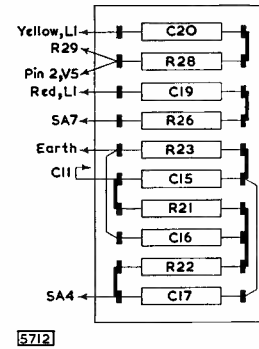 Yellow, L1
C20
R29
R28
Pin 2, V5
Red, L1
C19
SA7
R26
Earth
R23
C11
C15
R21
C16
R22
SA4
C17
5712